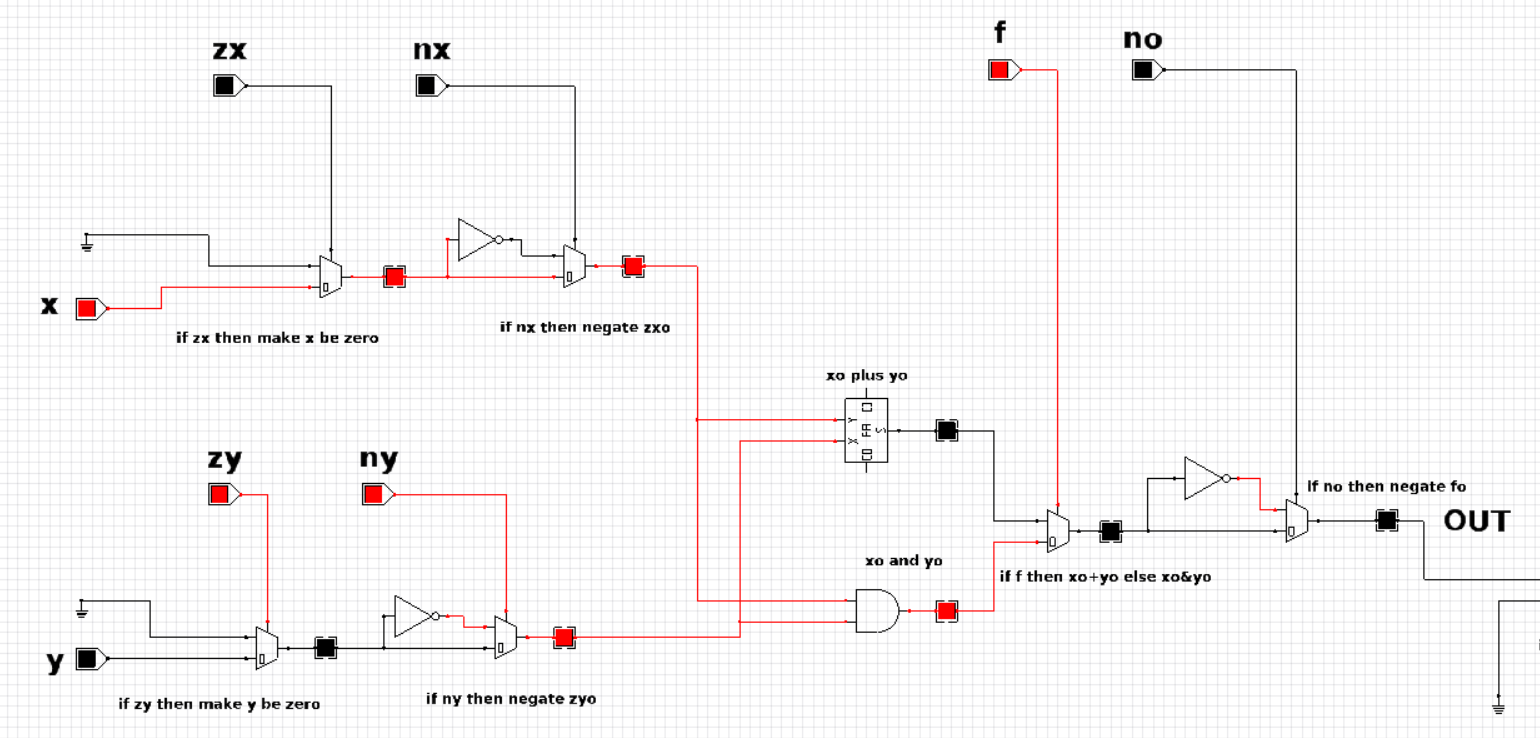 zx
nx
f
no
x
if zx then make x be zero
if nx then negate zxo
xo plus yo
Y
X
FA
S
CI
CO
zy
ny
if no then negate fo
OUT
xo and yo
if f then xo+yo else xo&yo
y
if zy then make y be zero
if ny then negate zyo